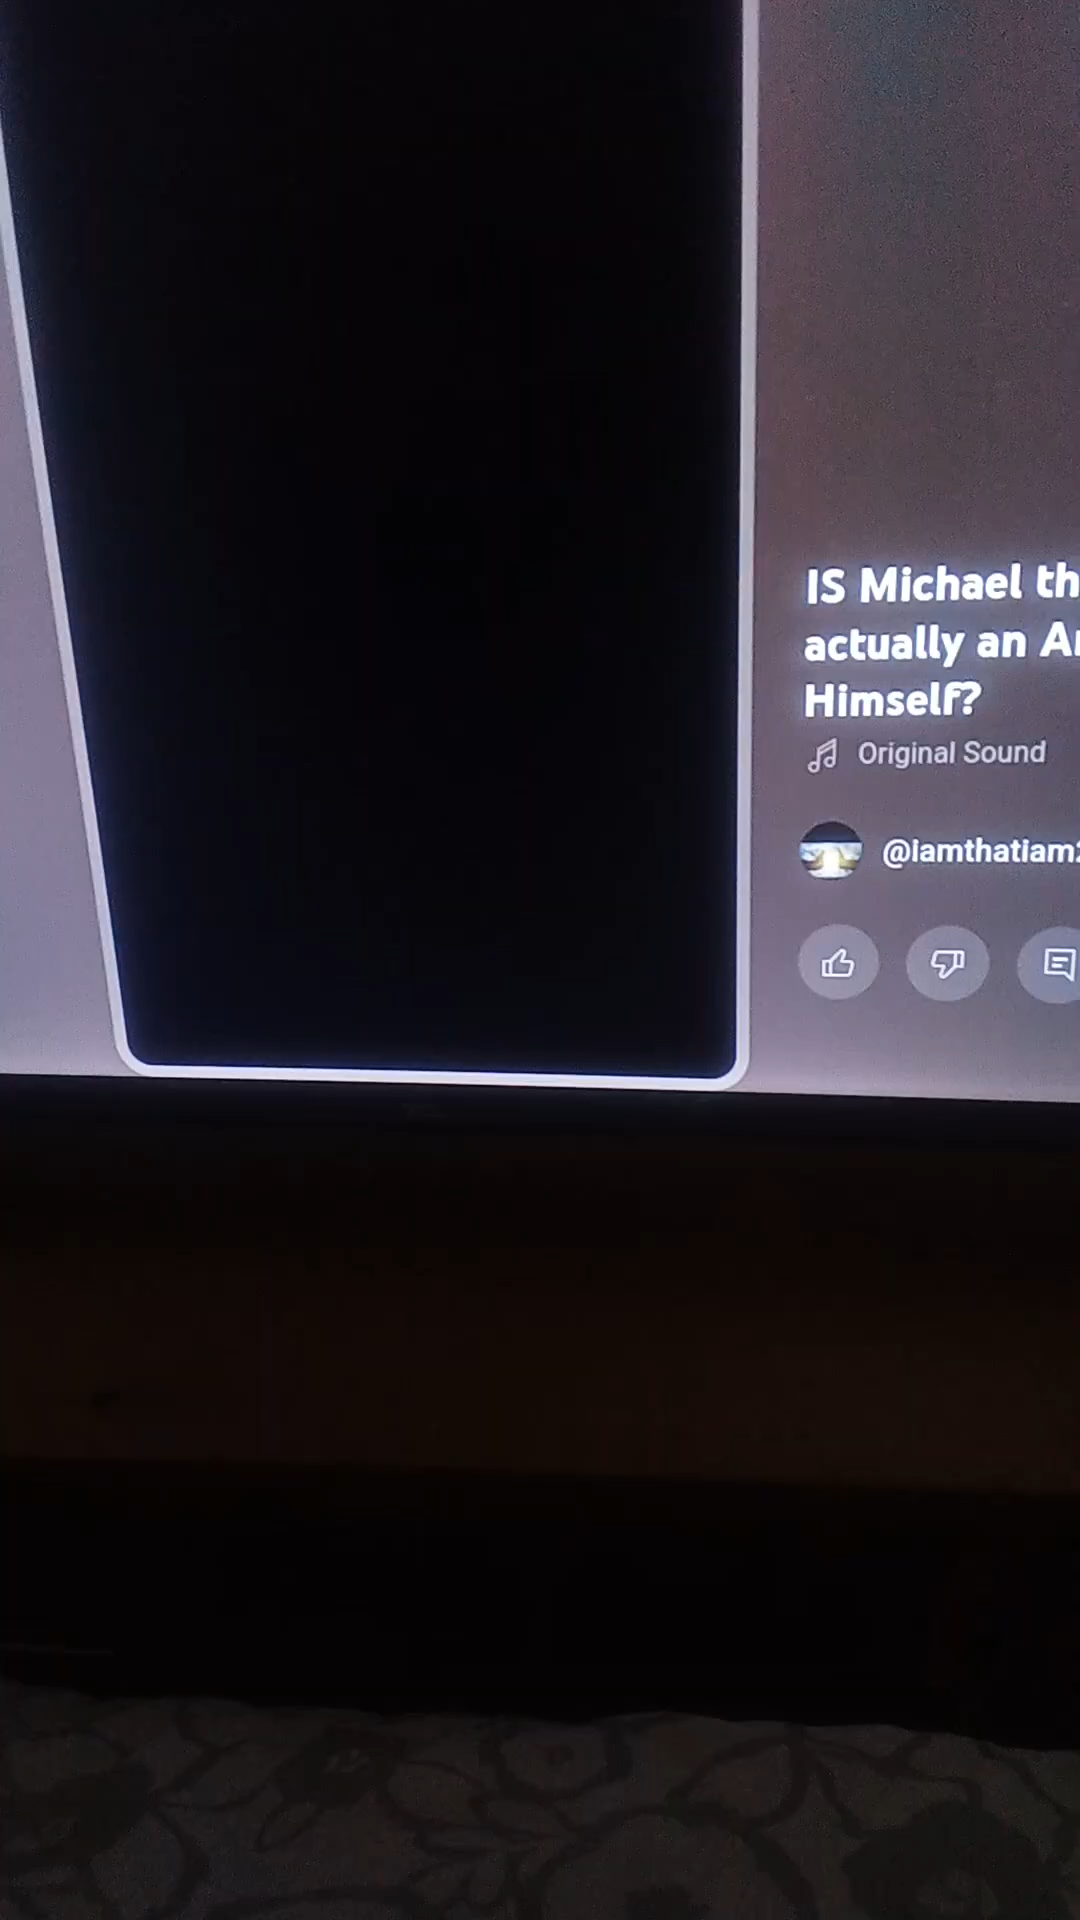 IS Michael th
actually an A
Himself?
Original Sound
@iamthatiam